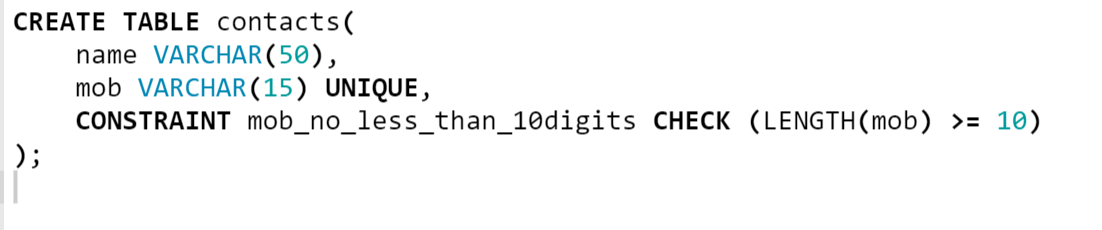 CREATE TABLE contacts(
    name VARCHAR(50),
    mob VARCHAR(15) UNIQUE,
    CONSTRAINT mob_no_less_than_10digits CHECK (LENGTH(mob) >= 10)
);